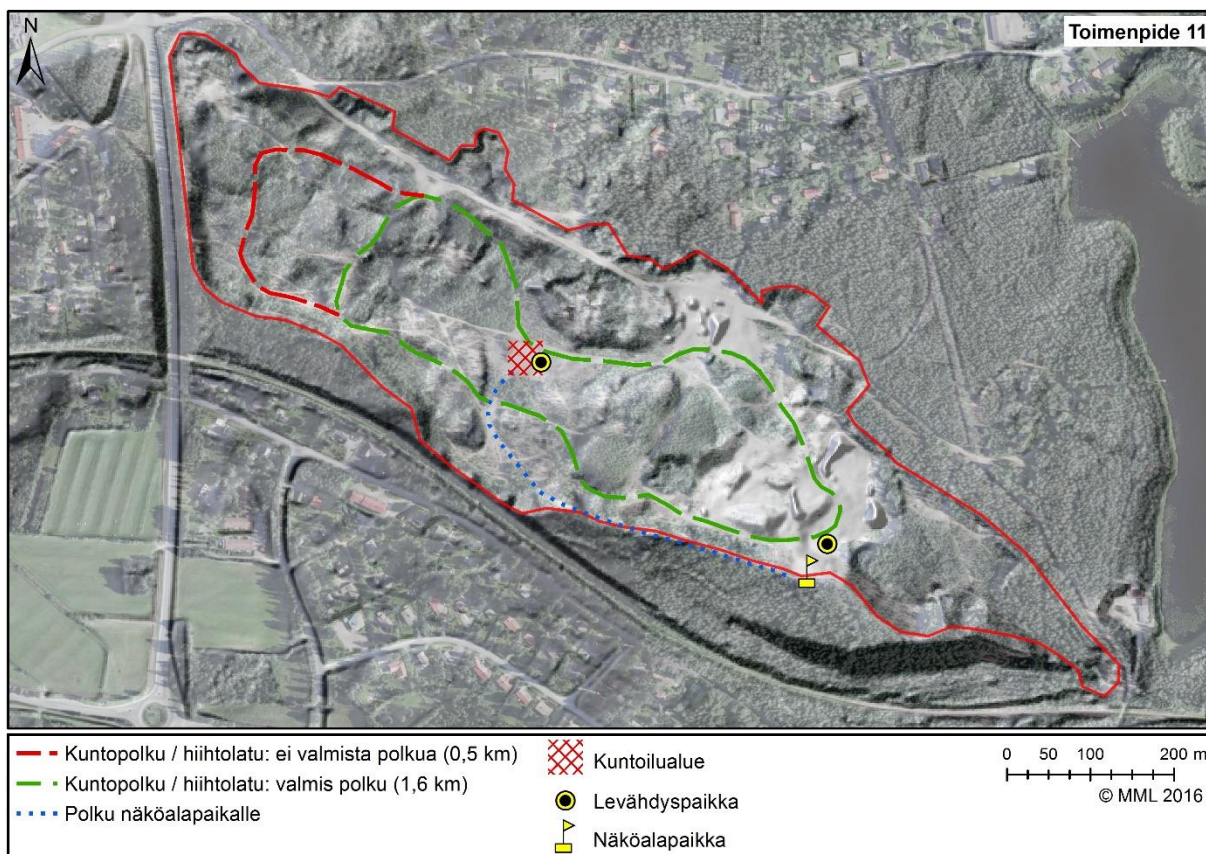 N
Toimenpide 11
Kuntopolku / hiihtolatu: ei valmista polkua (0,5 km)
Kuntopolku / hiihtolatu: valmis polku (1,6 km)
Polku näköalapaikalle
Kuntoilualue
Levähdyspaikka
Näköalapaikka
0 50 100 200 m
© MML 2016